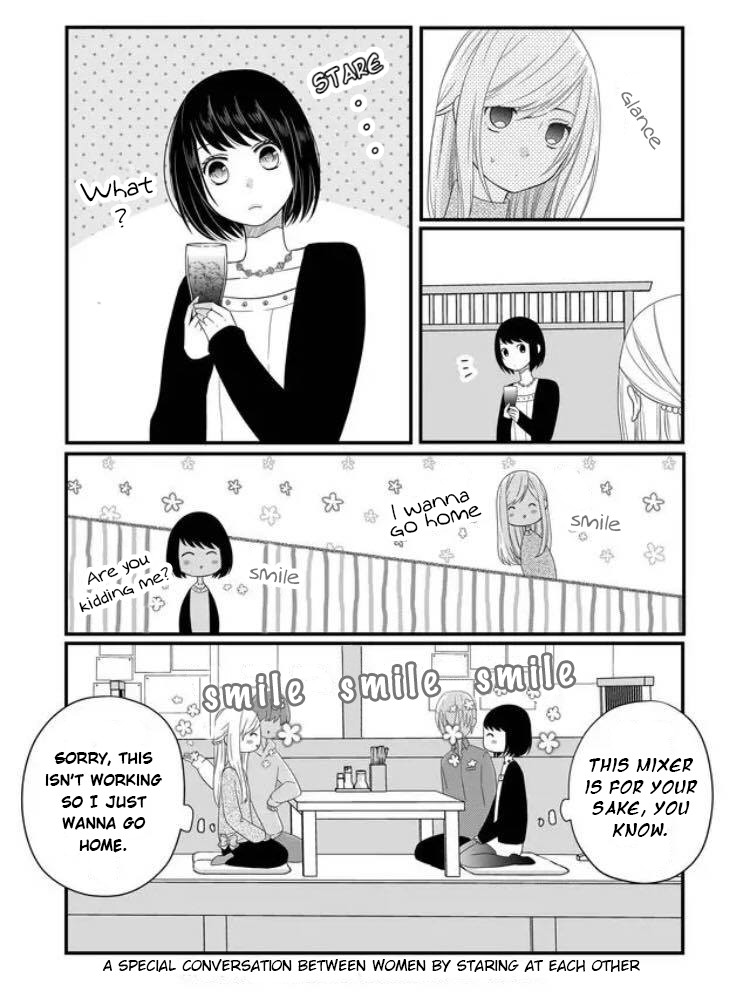 Glance
STARE
...
What
?
I wanna
go home
smile
Are you
kidding me?
smile
smile smile smile
SORRY, THIS
ISN'T WORKING
SO I JUST
WANNA GO
HOME.
THIS MIXER
IS FOR YOUR
SAKE, YOU
KNOW.
A SPECIAL CONVERSATION BETWEEN WOMEN BY STARING AT EACH OTHER